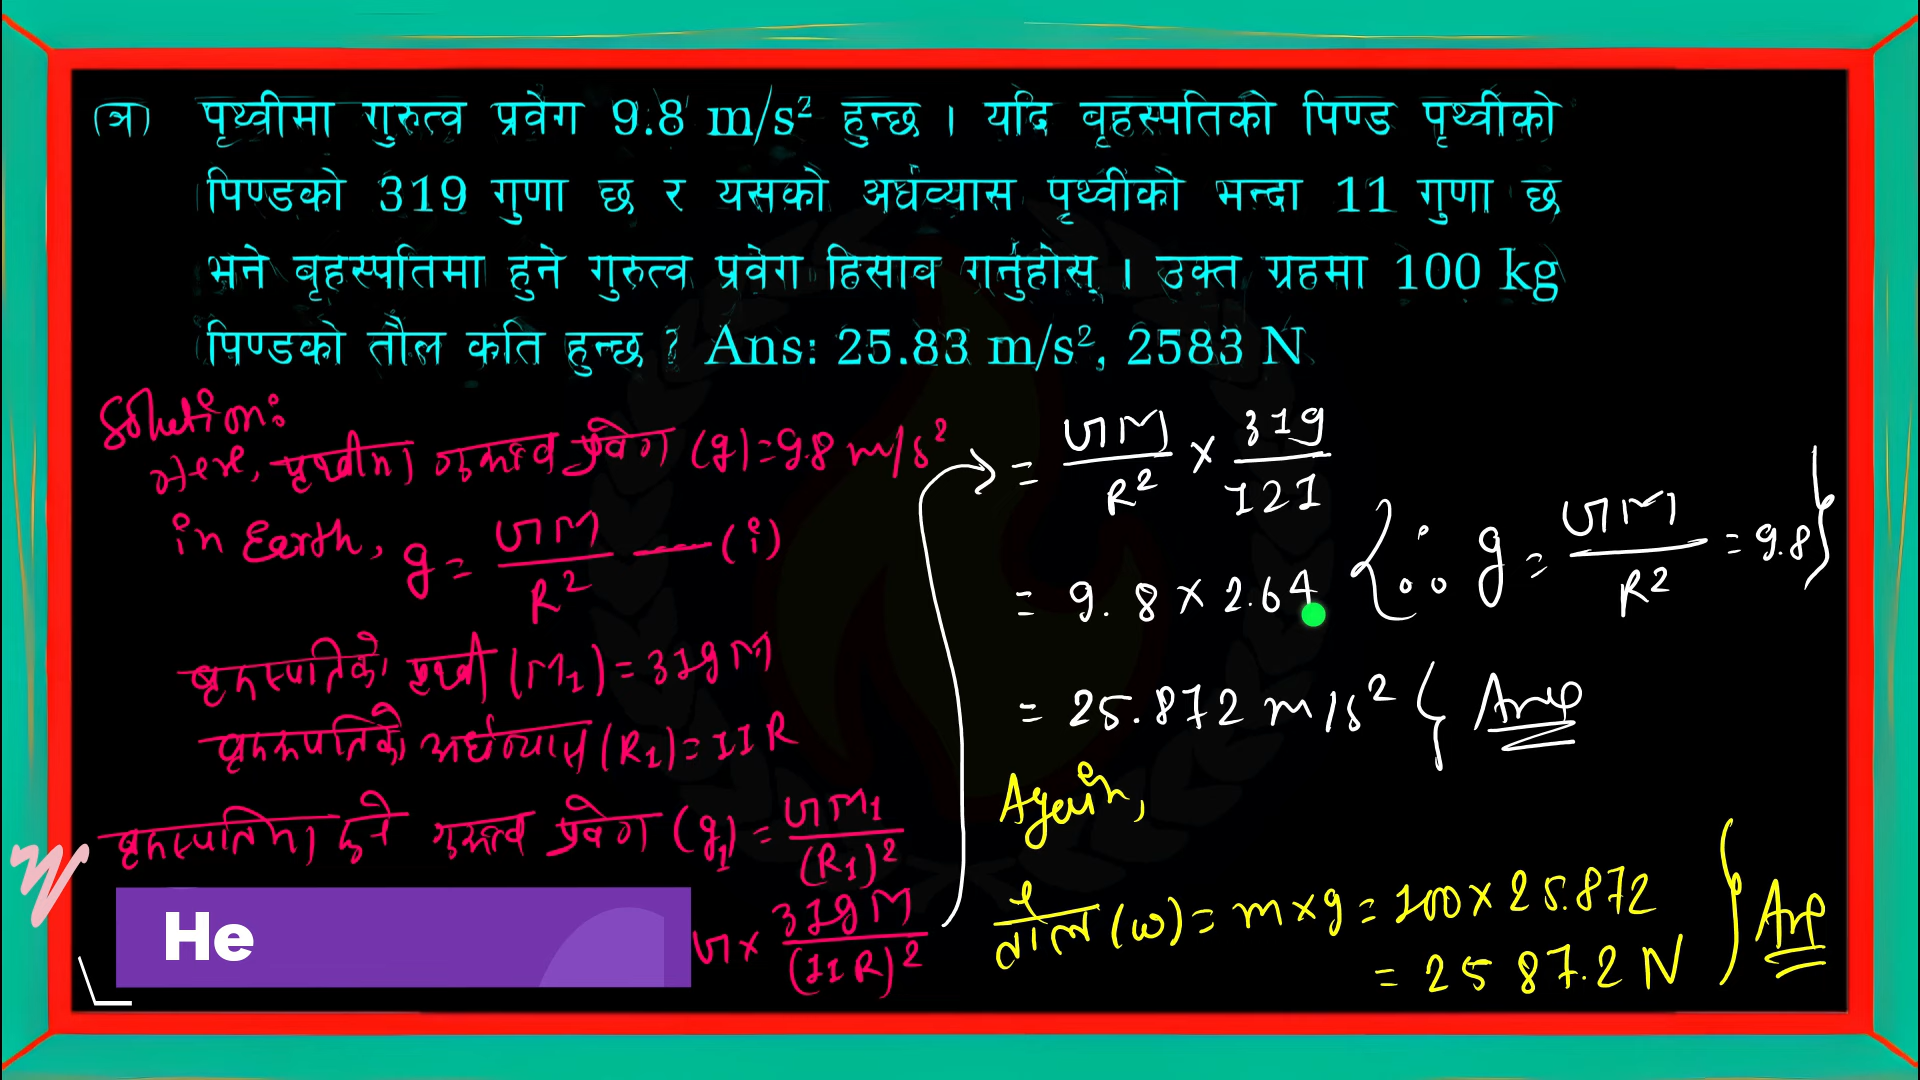 (ञ) पृथ्वीमा गुरुत्व प्रवेग 9.8 m/s² हुन्छ । यदि बृहस्पतिको पिण्ड पृथ्वीको
पिण्डको 319 गुणा छ र यसको अर्धव्यास पृथ्वीको भन्दा 11 गुणा छ
भने बृहस्पतिमा हुने गुरुत्व प्रवेग हिसाब गर्नुहोस् । उक्त ग्रहमा 100 kg
पिण्डको तौल कति हुन्छ ? Ans: 25.83 m/s², 2583 N
Solution:
Here, पृथ्वीमा गुरुत्व प्रवेग (g)=9.8 m/s²
in Earth, g = GM/R² —— (i)
बृहस्पतिको पृथ्वी (M₁) = 319M
बृहस्पतिको अर्धव्यास (R₁) = 11R
बृहस्पतिमा हुने गुरुत्व प्रवेग (g₁) = GM₁/(R₁)²
G × 319M/(11R)²
= GM/R² × 319/121
= 9.8 × 2.64 {∵ g = GM/R² = 9.8}
= 25.872 m/s² } Ans
Again,
तौल (w) = m×g = 100×25.872
= 2587.2 N } Ans
He